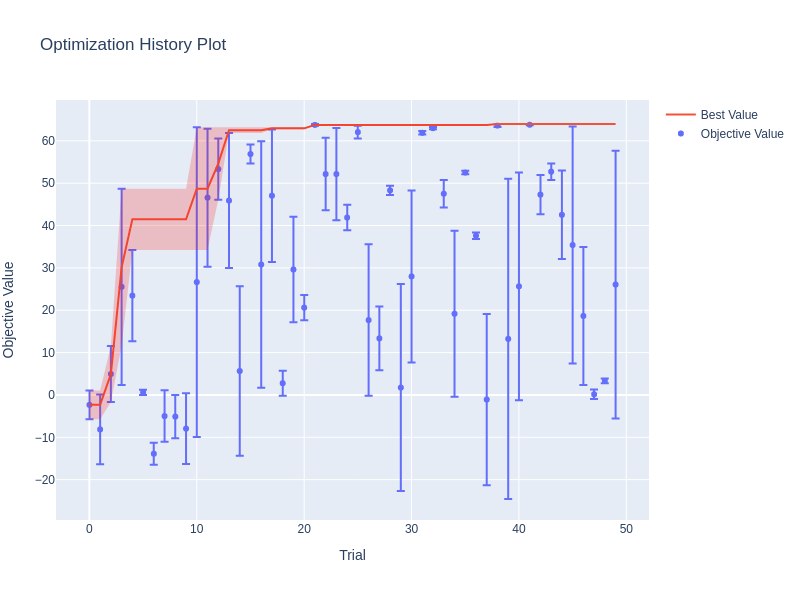 Optimization History Plot
Best Value
Objective Value
60
50
40
30
20
10
0
−10
−20
0 10 20 30 40 50
Trial
Objective Value